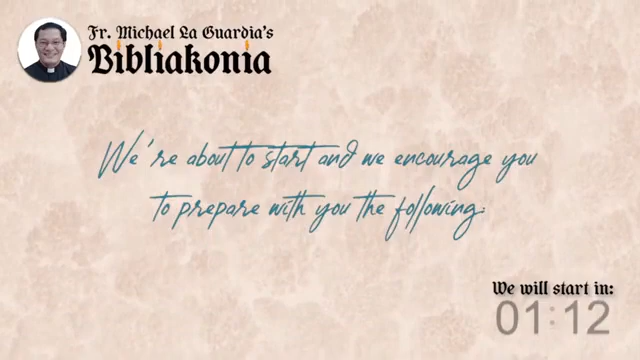 Fr. Michael La Guardia's
Bibliakonia
We're about to start and we encourage you
to prepare with you the following:
We will start in:
01:12